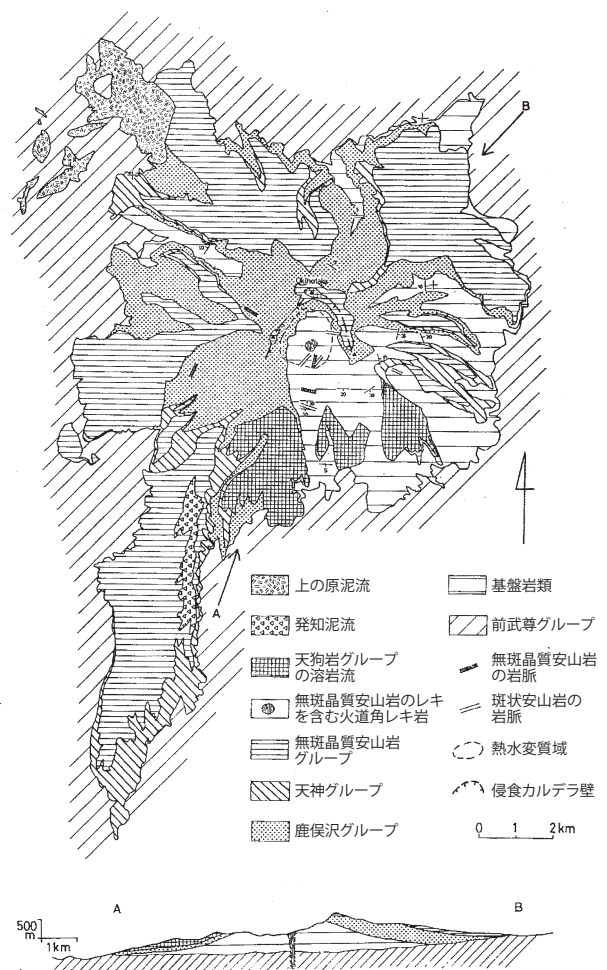 B
Okihotaka
A
上の原泥流
発知泥流
天狗岩グループ
の溶岩流
無斑晶質安山岩のレキ
を含む火道角レキ岩
無斑晶質安山岩
グループ
天神グループ
鹿俣沢グループ
基盤岩類
前武尊グループ
無斑晶質安山岩
の岩脈
斑状安山岩の
岩脈
熱水変質域
侵食カルデラ壁
0 1 2km
A
B
500
m
1km